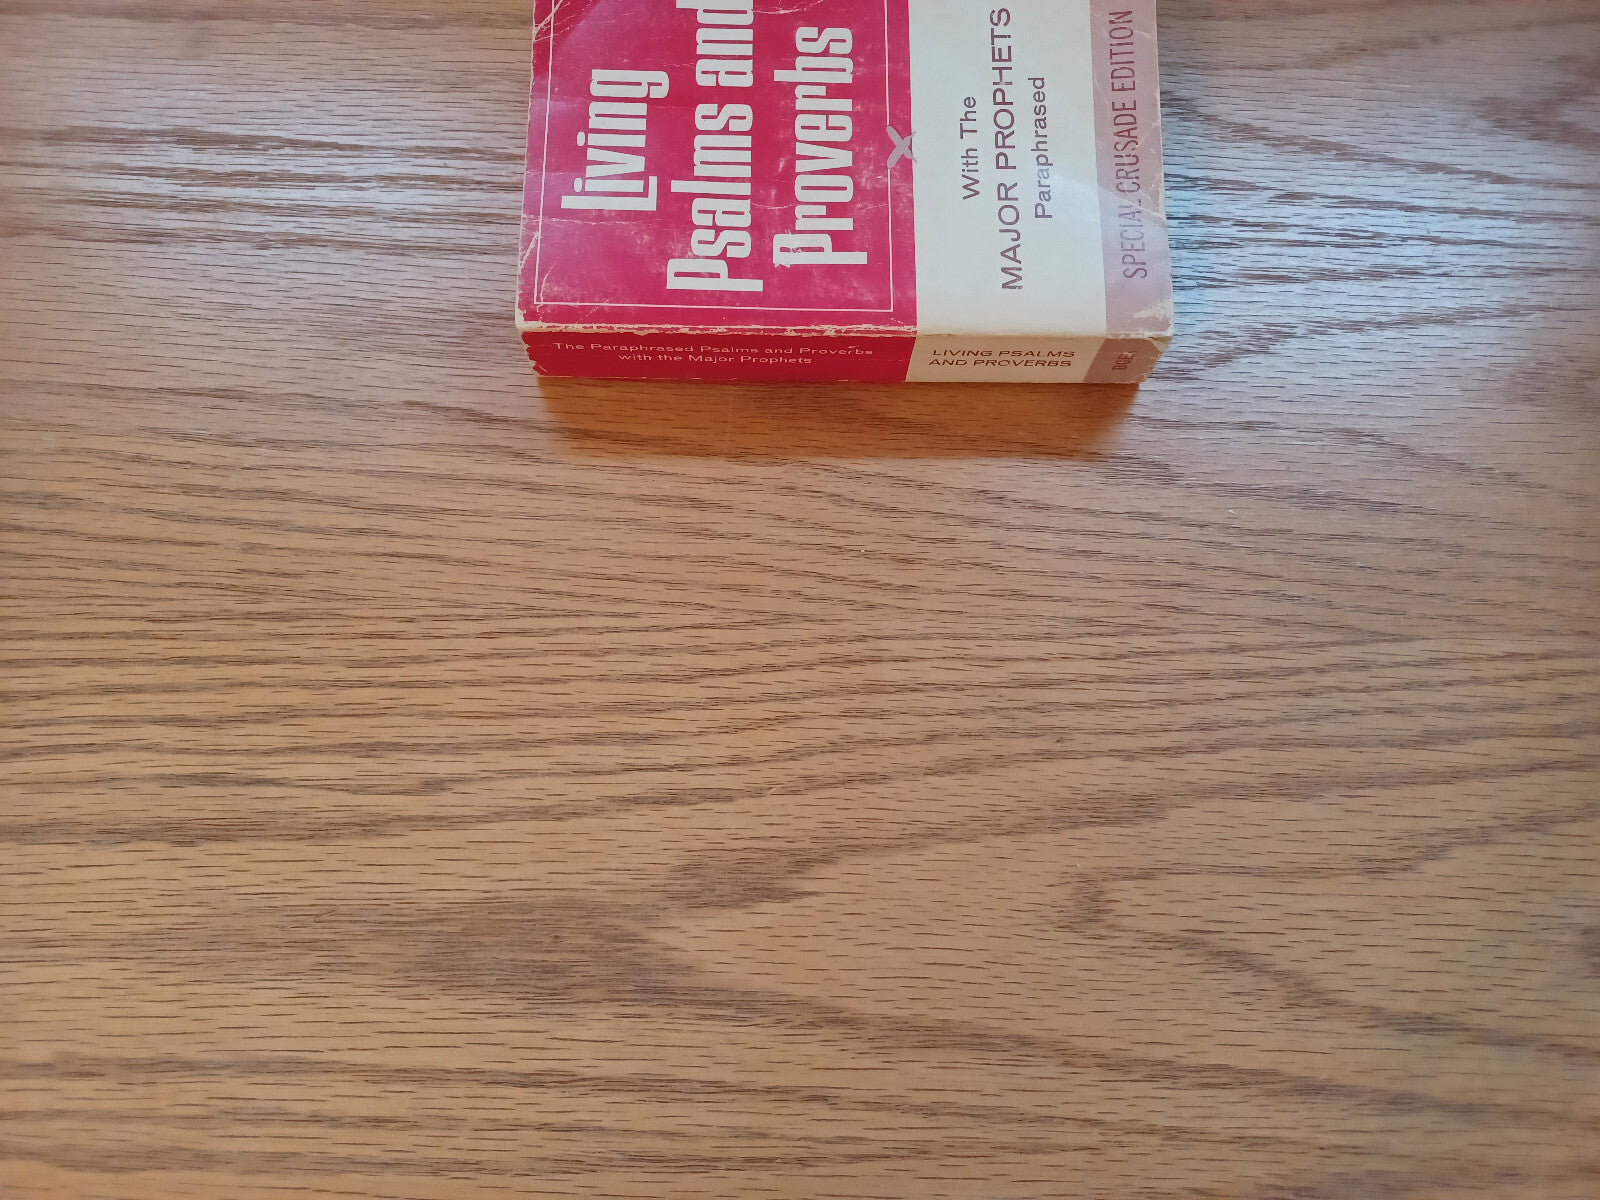 Living
Psalms and
Proverbs
With The
MAJOR PROPHETS
Paraphrased
SPECIAL CRUSADE EDITION
The Paraphrased Psalms and Proverbs
with the Major Prophets
LIVING PSALMS
AND PROVERBS